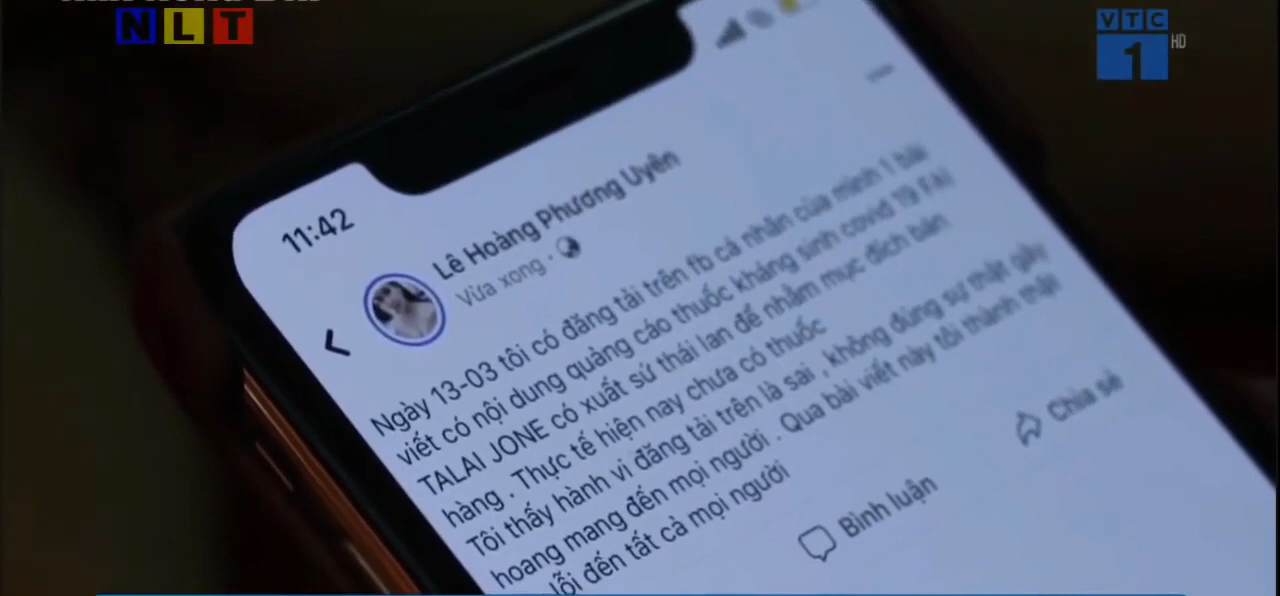 NLT
VTC
1
HD
11:42
Lê Hoàng Phương Uyên
Vừa xong
Ngày 13-03 tôi có đăng tải trên fb cá nhân của mình 1 bài
viết có nội dung quảng cáo thuốc kháng sinh covid 19 FAI
TALAI JONE có xuất sứ thái lan để nhằm mục đích bán
hàng . Thực tế hiện nay chưa có thuốc
Tôi thấy hành vi đăng tải trên là sai , không đúng sự thật gây
hoang mang đến mọi người . Qua bài viết này tôi thành thật
lỗi đến tất cả mọi người
Bình luận
Chia sẻ